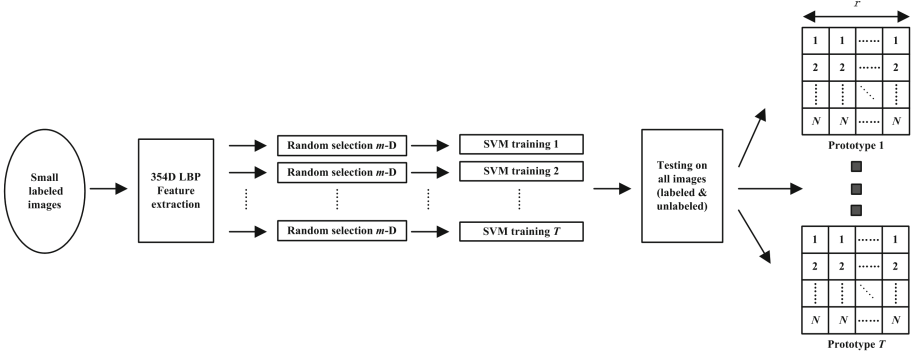 r
1 1 ...... 1
2 2 ...... 2
N N ...... N
Prototype 1
Small
labeled
images
354D LBP
Feature
extraction
Random selection m-D
SVM training 1
Random selection m-D
SVM training 2
Random selection m-D
SVM training T
Testing on
all images
(labeled &
unlabeled)
1 1 ...... 1
2 2 ...... 2
N N ...... N
Prototype T